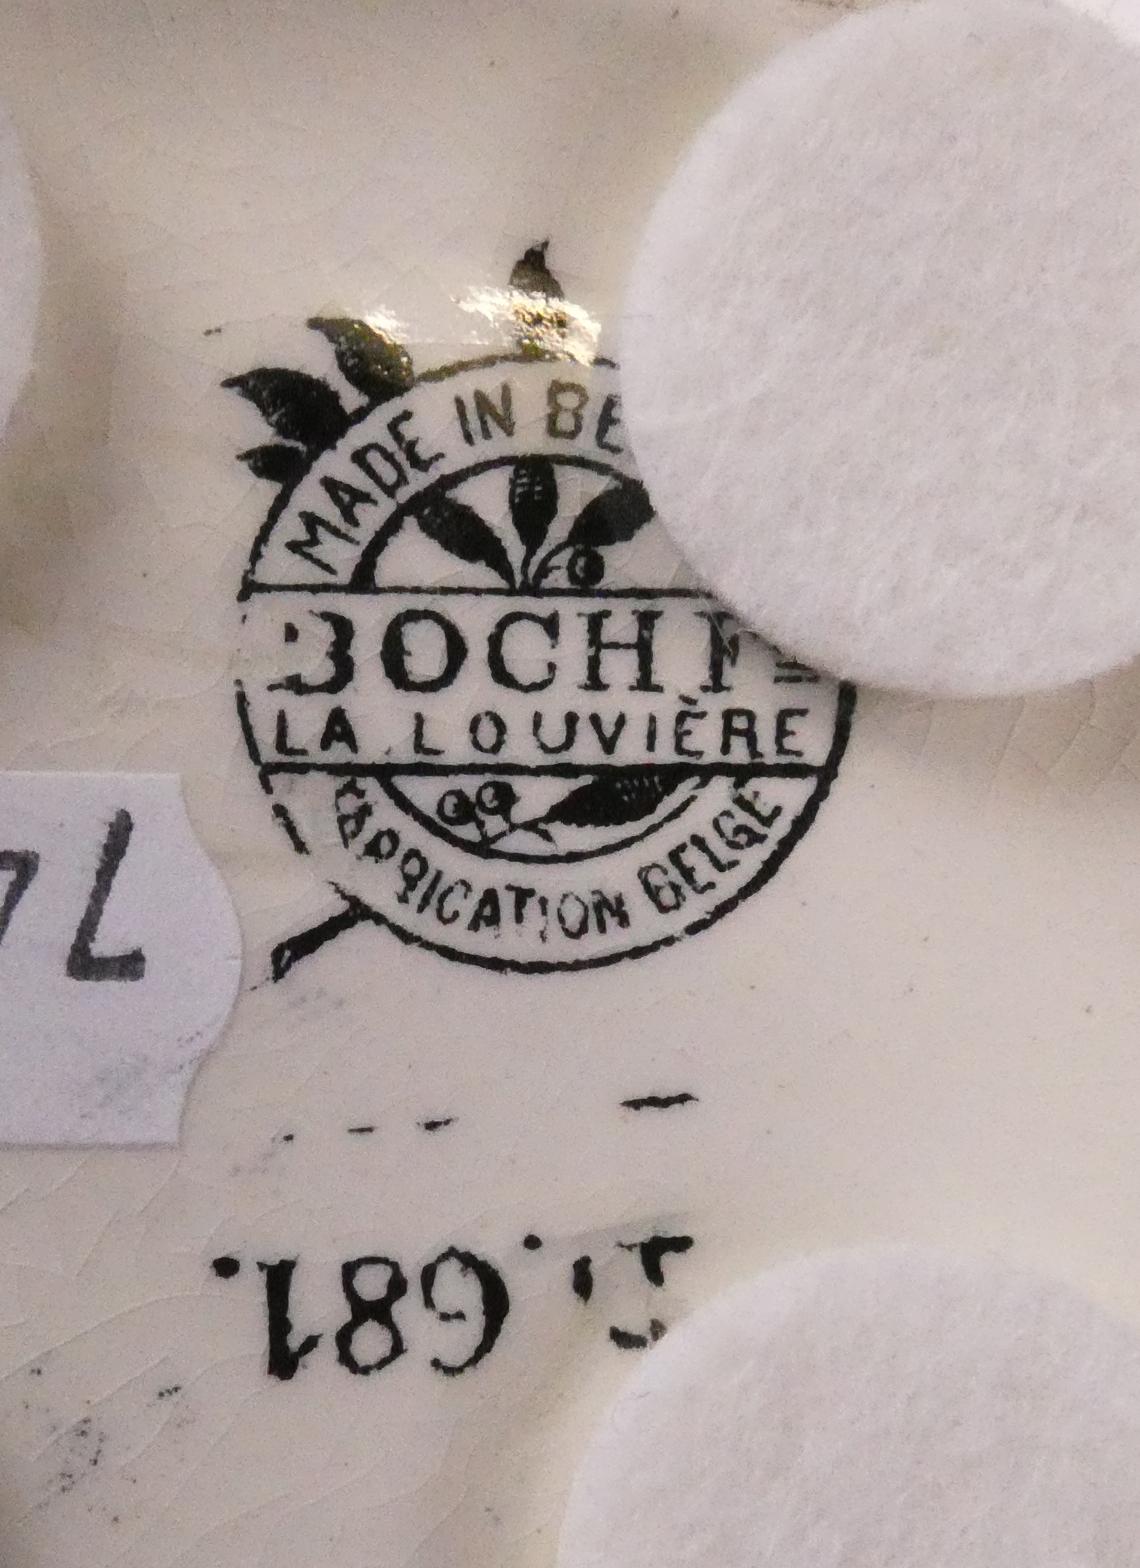 MADE IN BE
BOCH F
LA LOUVIÈRE
FABRICATION BELGE
681.